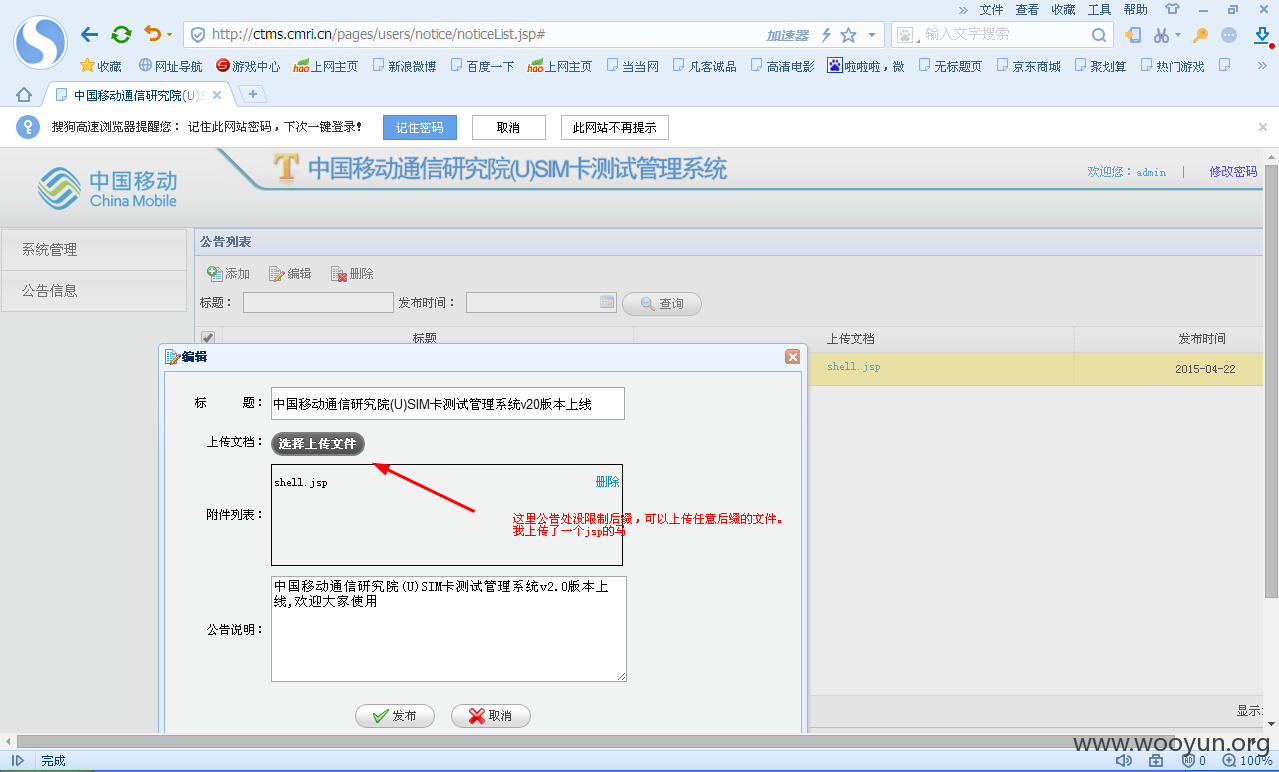 » 文件 查看 收藏 工具 帮助
http://ctms.cmri.cn/pages/users/notice/noticeList.jsp# 加速器 输入文字搜索
收藏 网址导航 游戏中心 上网主页 新浪微博 百度一下 上网主页 当当网 凡客诚品 高清电影 啦啦啦，微 无标题页 京东商城 聚划算 热门游戏 »
中国移动通信研究院(U)S
搜狗高速浏览器提醒您： 记住此网站密码，下次一键登录! 记住密码 取消 此网站不再提示
中国移动
China Mobile
T 中国移动通信研究院(U)SIM卡测试管理系统
欢迎您：admin | 修改密码
系统管理
公告信息
公告列表
添加 编辑 删除
标题： 发布时间： 查询
标题 上传文档 发布时间
shell.jsp 2015-04-22
编辑
标 题： 中国移动通信研究院(U)SIM卡测试管理系统v20版本上线
上传文档： 选择上传文件
附件列表： shell.jsp 删除
这里公告处没限制后缀，可以上传任意后缀的文件。
我上传了一个jsp的马
公告说明： 中国移动通信研究院(U)SIM卡测试管理系统v2.0版本上
线,欢迎大家使用
发布 取消
显示
www.wooyun.org
完成 0 100%